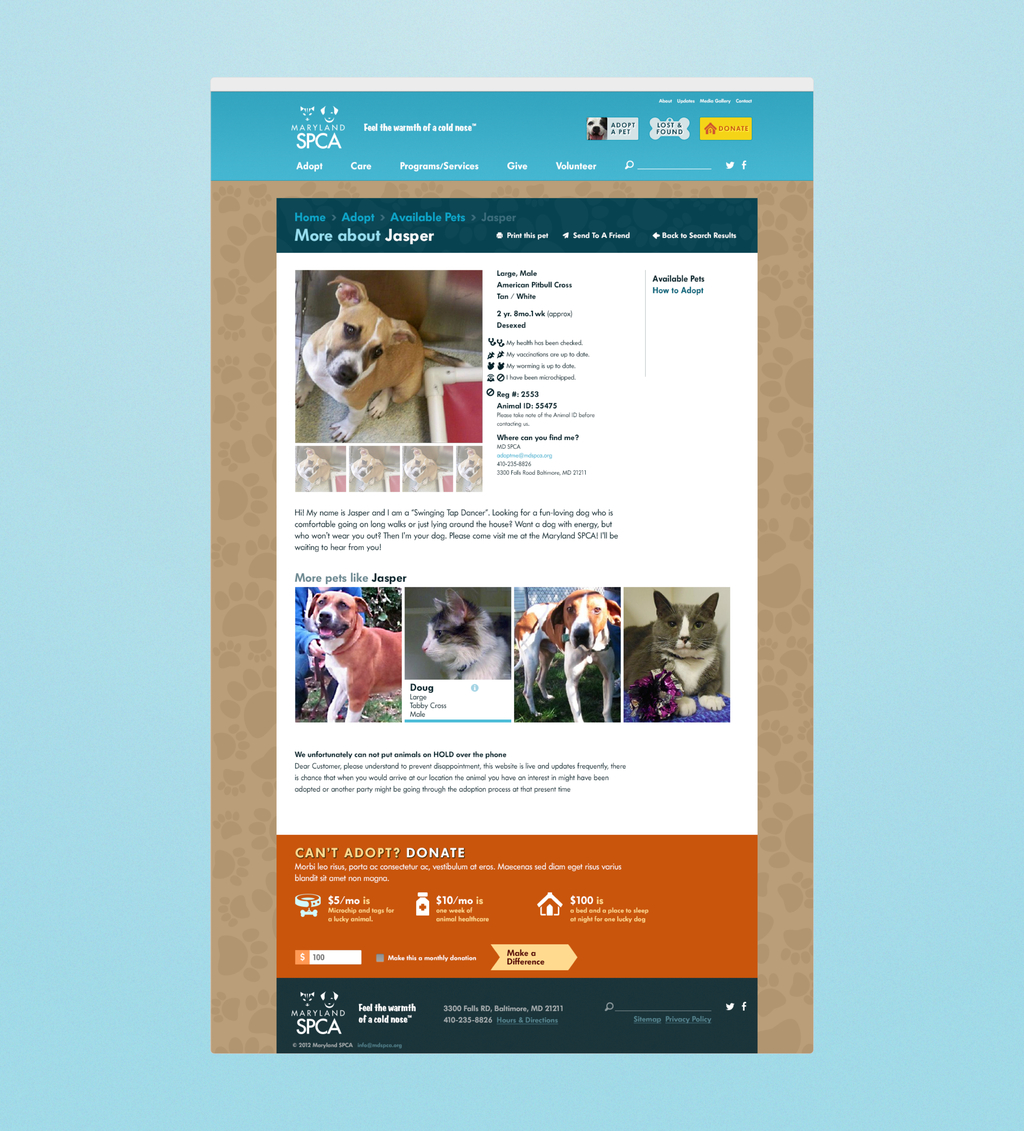 About Updates Media Gallery Contact
MARYLAND
SPCA
Feel the warmth of a cold nose™
ADOPT
A PET
LOST &
FOUND
DONATE
Adopt Care Programs/Services Give Volunteer
Home > Adopt > Available Pets > Jasper
More about Jasper
Print this pet Send To A Friend Back to Search Results
Large, Male
American Pitbull Cross
Tan / White
2 yr. 8mo.1 wk (approx)
Desexed
My health has been checked.
My vaccinations are up to date.
My worming is up to date.
I have been microchipped.
Reg #: 2553
Animal ID: 55475
Please take note of the Animal ID before
contacting us.
Where can you find me?
MD SPCA
adoptme@mdspca.org
410-235-8826
3300 Falls Road Baltimore, MD 21211
Available Pets
How to Adopt
Hi! My name is Jasper and I am a "Swinging Tap Dancer". Looking for a fun-loving dog who is
comfortable going on long walks or just lying around the house? Want a dog with energy, but
who won't wear you out? Then I'm your dog. Please come visit me at the Maryland SPCA! I'll be
waiting to hear from you!
More pets like Jasper
Doug
Large
Tabby Cross
Male
We unfortunately can not put animals on HOLD over the phone
Dear Customer, please understand to prevent disappointment, this website is live and updates frequently, there
is chance that when you would arrive at our location the animal you have an interest in might have been
adopted or another party might be going through the adoption process at that present time
CAN'T ADOPT? DONATE
Morbi leo risus, porta ac consectetur ac, vestibulum at eros. Maecenas sed diam eget risus varius
blandit sit amet non magna.
$5/mo is
Microchip and tags for
a lucky animal.
$10/mo is
one week of
animal healthcare
$100 is
a bed and a place to sleep
at night for one lucky dog
$ 100
Make this a monthly donation
Make a
Difference
MARYLAND
SPCA
Feel the warmth
of a cold nose™
3300 Falls RD, Baltimore, MD 21211
410-235-8826 Hours & Directions
Sitemap Privacy Policy
© 2012 Maryland SPCA info@mdspca.org